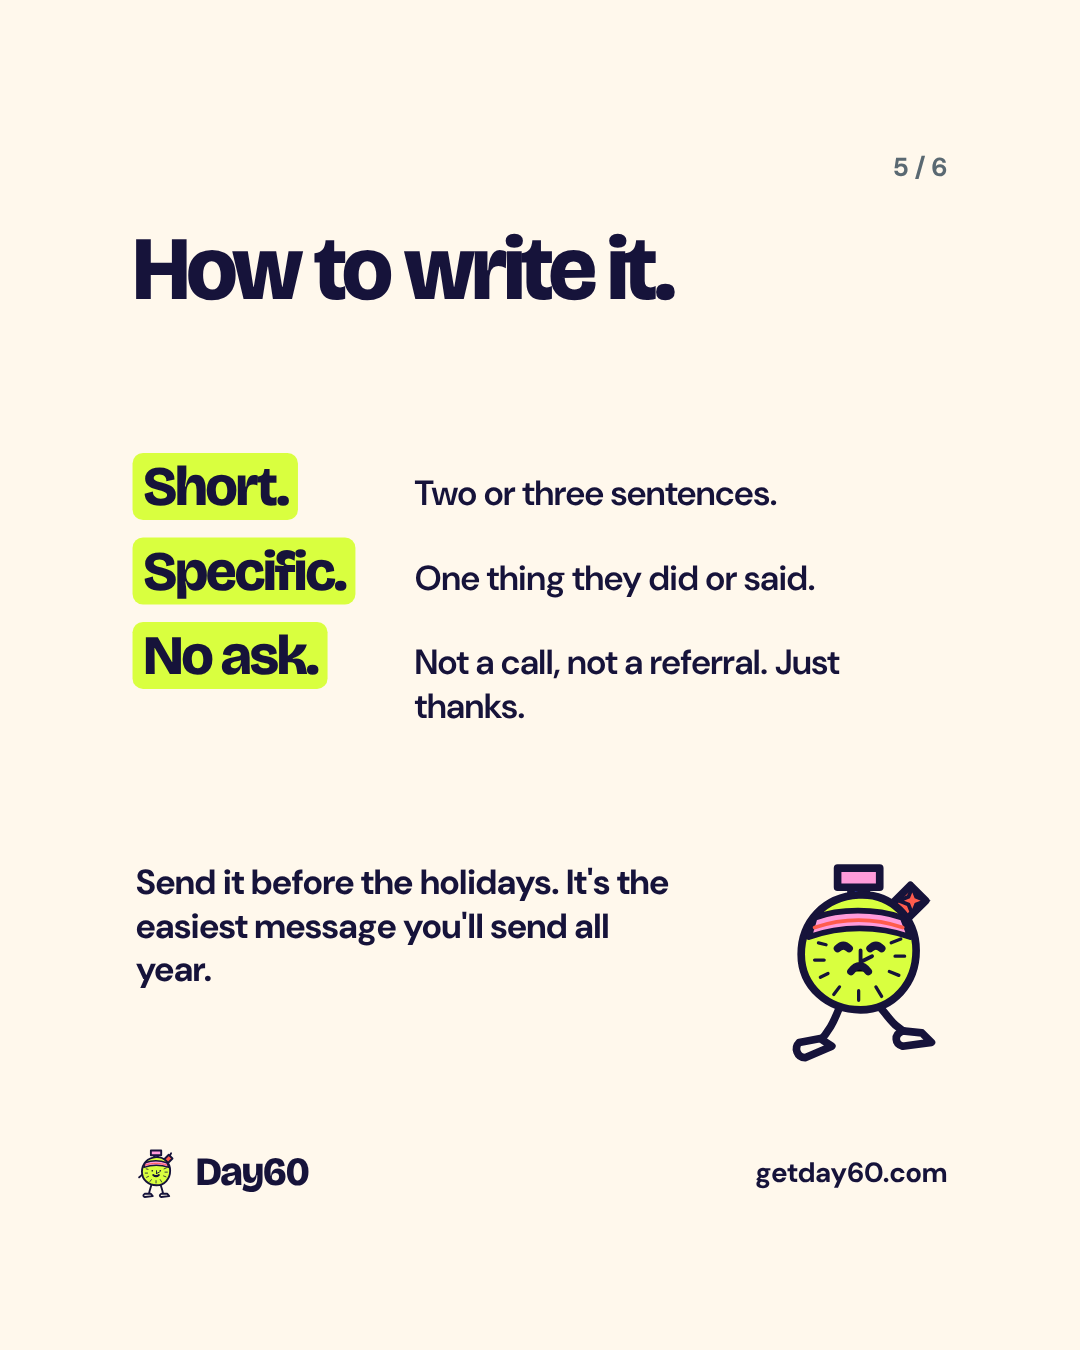 5 / 6
How to write it.
Short.
Two or three sentences.
Specific.
One thing they did or said.
No ask.
Not a call, not a referral. Just
thanks.
Send it before the holidays. It's the
easiest message you'll send all
year.
Day60
getday60.com